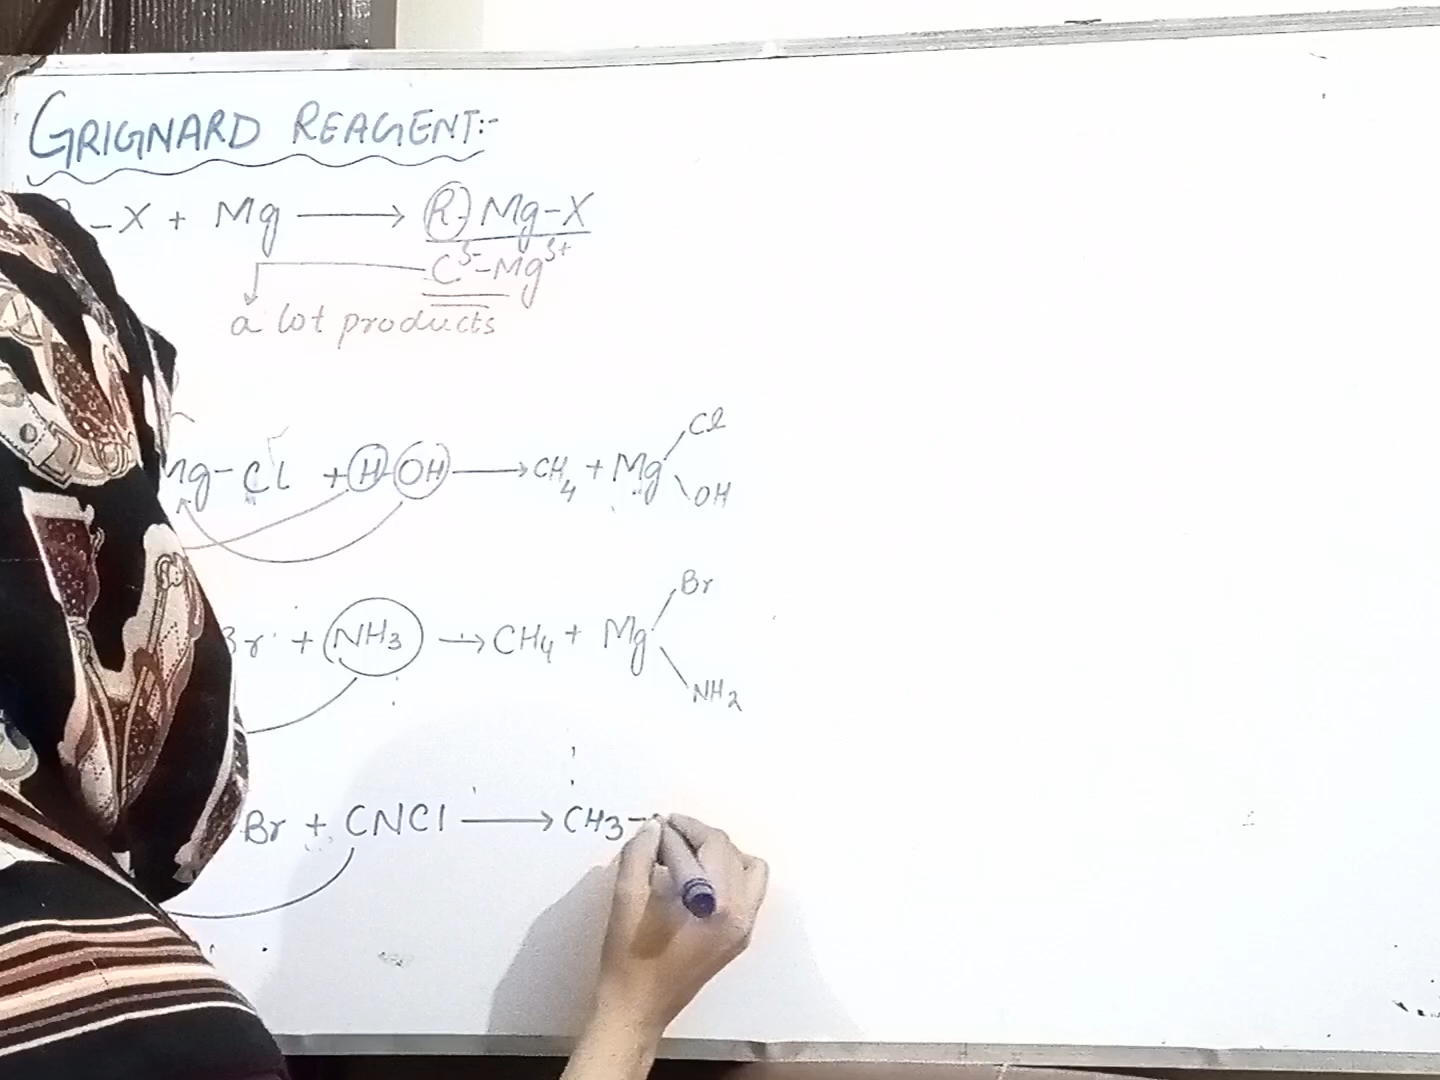 GRIGNARD REAGENT:-
-X + Mg ⟶ R-Mg-X
C^δ- -Mg^δ+
a lot products
Mg-Cl + H-OH ⟶ CH4 + Mg Cl OH
Br + NH3 ⟶ CH4 + Mg Br NH2
Br + CNCl ⟶ CH3-